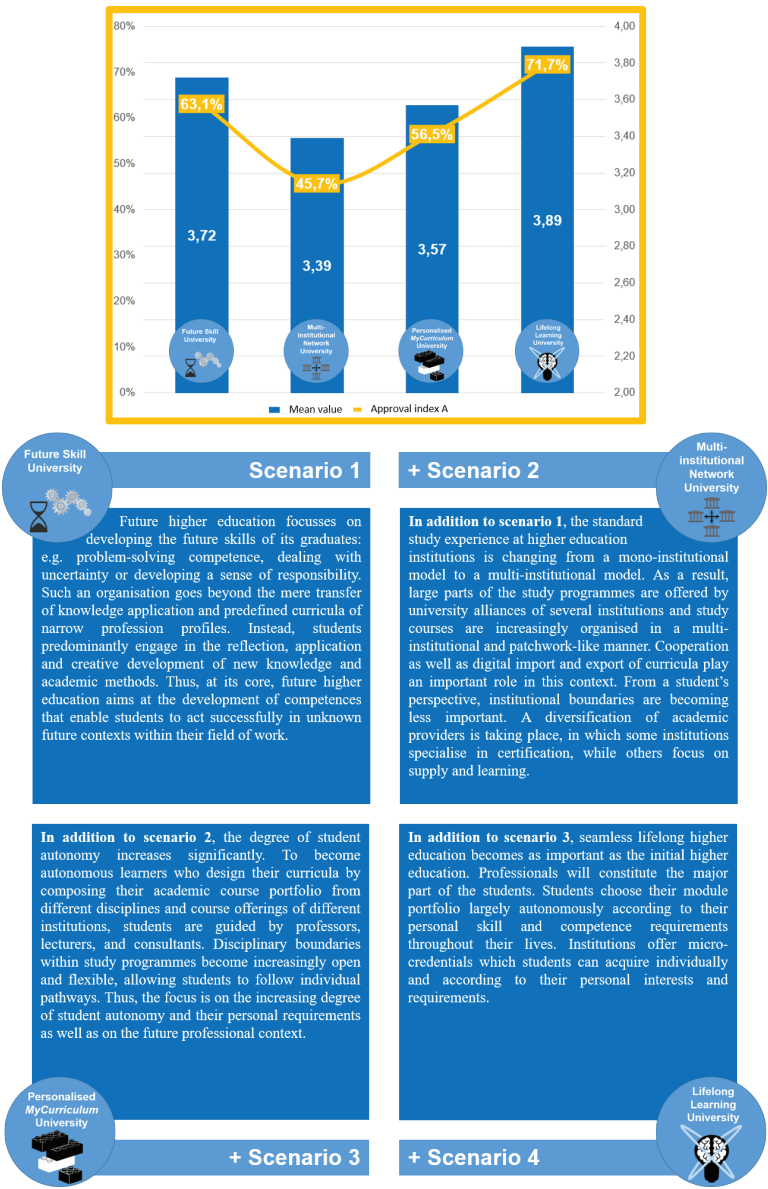 80%
70%
60%
50%
40%
30%
20%
10%
0%
4,00
3,80
3,60
3,40
3,20
3,00
2,80
2,60
2,40
2,20
2,00
63,1%
45,7%
56,5%
71,7%
3,72
3,39
3,57
3,89
Future Skill
University
Multi-
institutional
Network
University
Personalised
MyCurriculum
University
Lifelong
Learning
University
Mean value
Approval index A
Future Skill
University
Scenario 1
Future higher education focusses on
developing the future skills of its graduates:
e.g. problem-solving competence, dealing with
uncertainty or developing a sense of responsibility.
Such an organisation goes beyond the mere transfer
of knowledge application and predefined curricula of
narrow profession profiles. Instead, students
predominantly engage in the reflection, application
and creative development of new knowledge and
academic methods. Thus, at its core, future higher
education aims at the development of competences
that enable students to act successfully in unknown
future contexts within their field of work.
+ Scenario 2
Multi-
institutional
Network
University
In addition to scenario 1, the standard
study experience at higher education
institutions is changing from a mono-institutional
model to a multi-institutional model. As a result,
large parts of the study programmes are offered by
university alliances of several institutions and study
courses are increasingly organised in a multi-
institutional and patchwork-like manner. Cooperation
as well as digital import and export of curricula play
an important role in this context. From a student's
perspective, institutional boundaries are becoming
less important. A diversification of academic
providers is taking place, in which some institutions
specialise in certification, while others focus on
supply and learning.
In addition to scenario 2, the degree of student
autonomy increases significantly. To become
autonomous learners who design their curricula by
composing their academic course portfolio from
different disciplines and course offerings of different
institutions, students are guided by professors,
lecturers, and consultants. Disciplinary boundaries
within study programmes become increasingly open
and flexible, allowing students to follow individual
pathways. Thus, the focus is on the increasing degree
of student autonomy and their personal requirements
as well as on the future professional context.
Personalised
MyCurriculum
University
+ Scenario 3
In addition to scenario 3, seamless lifelong higher
education becomes as important as the initial higher
education. Professionals will constitute the major
part of the students. Students choose their module
portfolio largely autonomously according to their
personal skill and competence requirements
throughout their lives. Institutions offer micro-
credentials which students can acquire individually
and according to their personal interests and
requirements.
+ Scenario 4
Lifelong
Learning
University